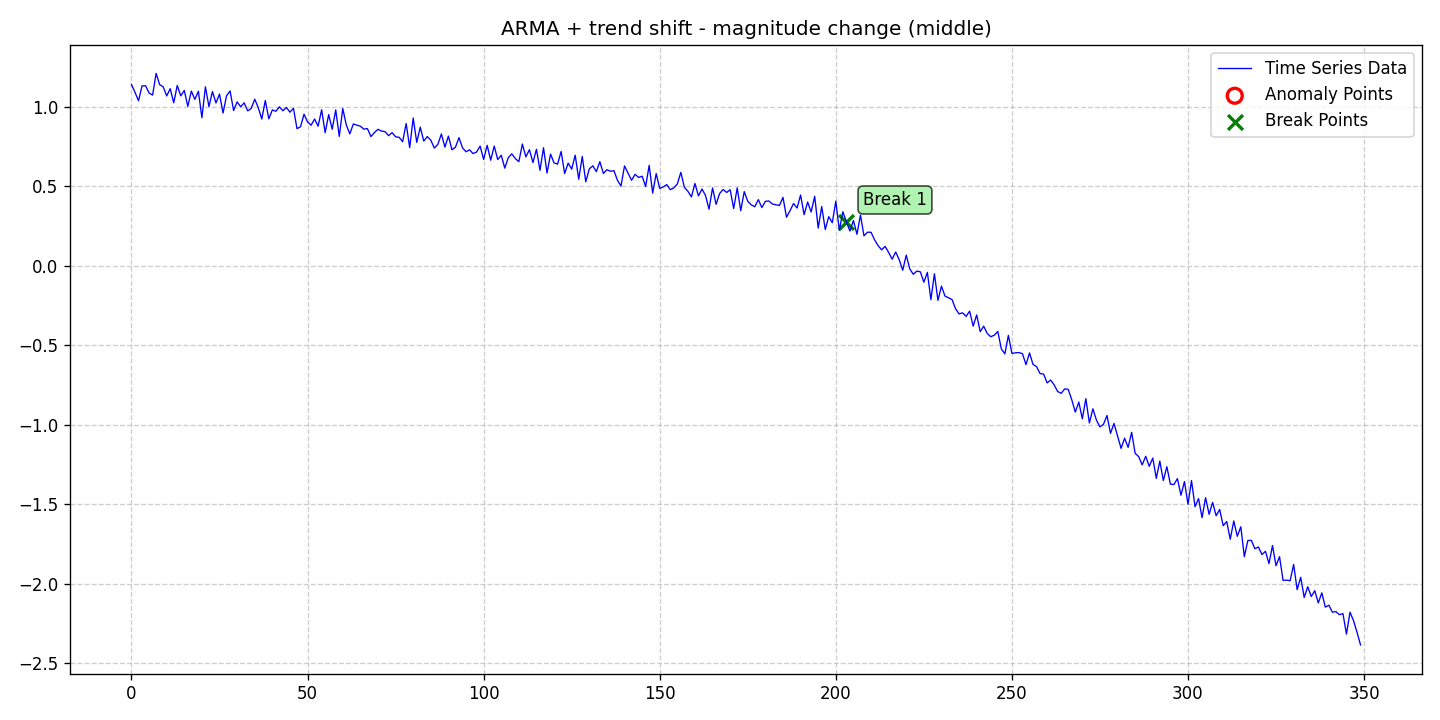 ARMA + trend shift - magnitude change (middle)
Time Series Data
Anomaly Points
Break Points
Break 1
1.0
0.5
0.0
−0.5
−1.0
−1.5
−2.0
−2.5
0 50 100 150 200 250 300 350